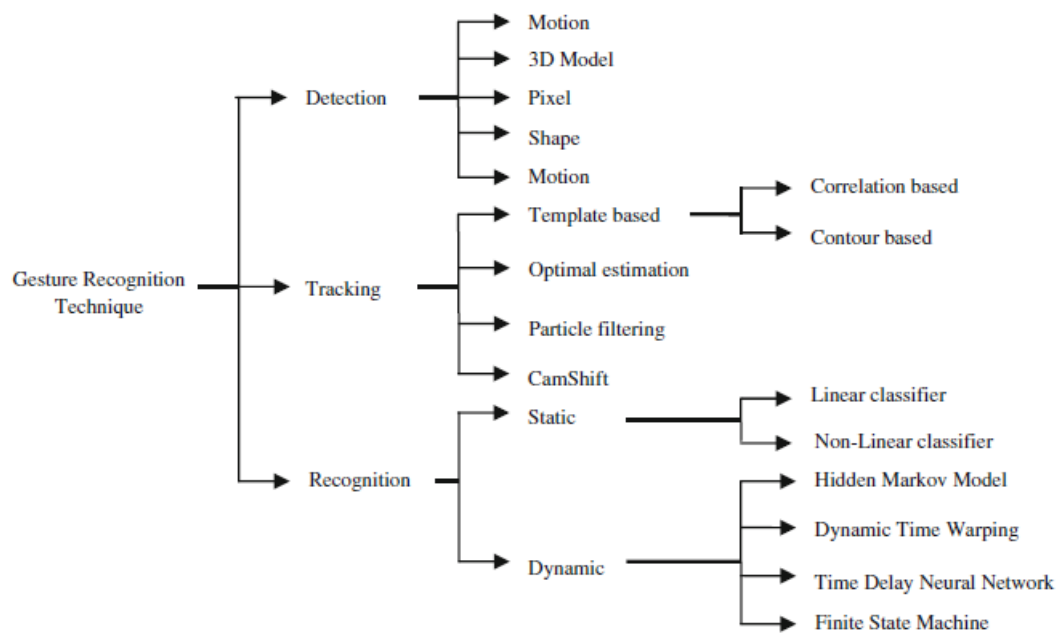 Motion
3D Model
Detection
Pixel
Shape
Motion
Correlation based
Template based
Contour based
Gesture Recognition
Technique
Tracking
Optimal estimation
Particle filtering
CamShift
Linear classifier
Static
Non-Linear classifier
Recognition
Hidden Markov Model
Dynamic Time Warping
Dynamic
Time Delay Neural Network
Finite State Machine